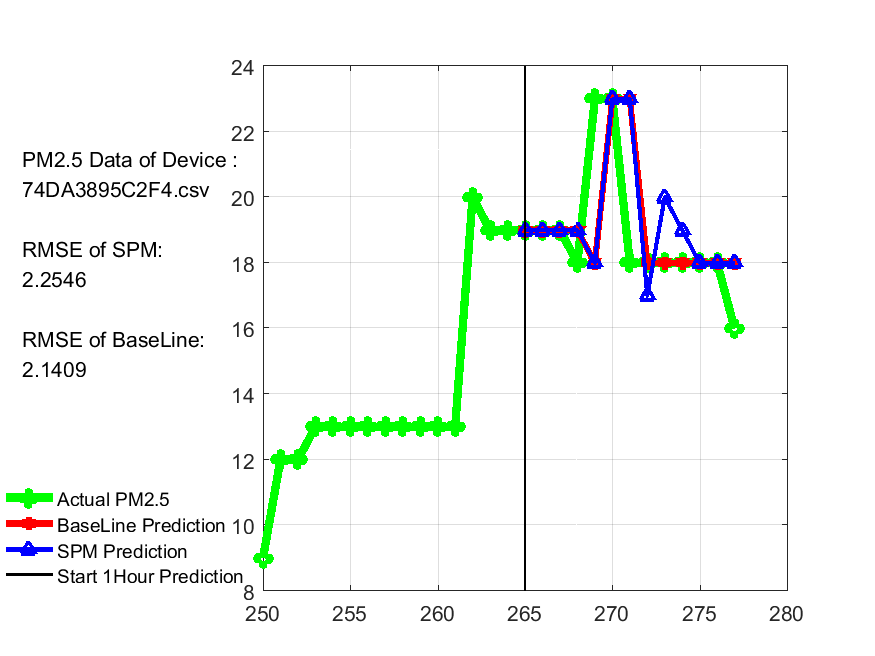 PM2.5 Data of Device :
74DA3895C2F4.csv
RMSE of SPM:
2.2546
RMSE of BaseLine:
2.1409
Actual PM2.5
BaseLine Prediction
SPM Prediction
Start 1Hour Prediction
24
22
20
18
16
14
12
10
8
250 255 260 265 270 275 280